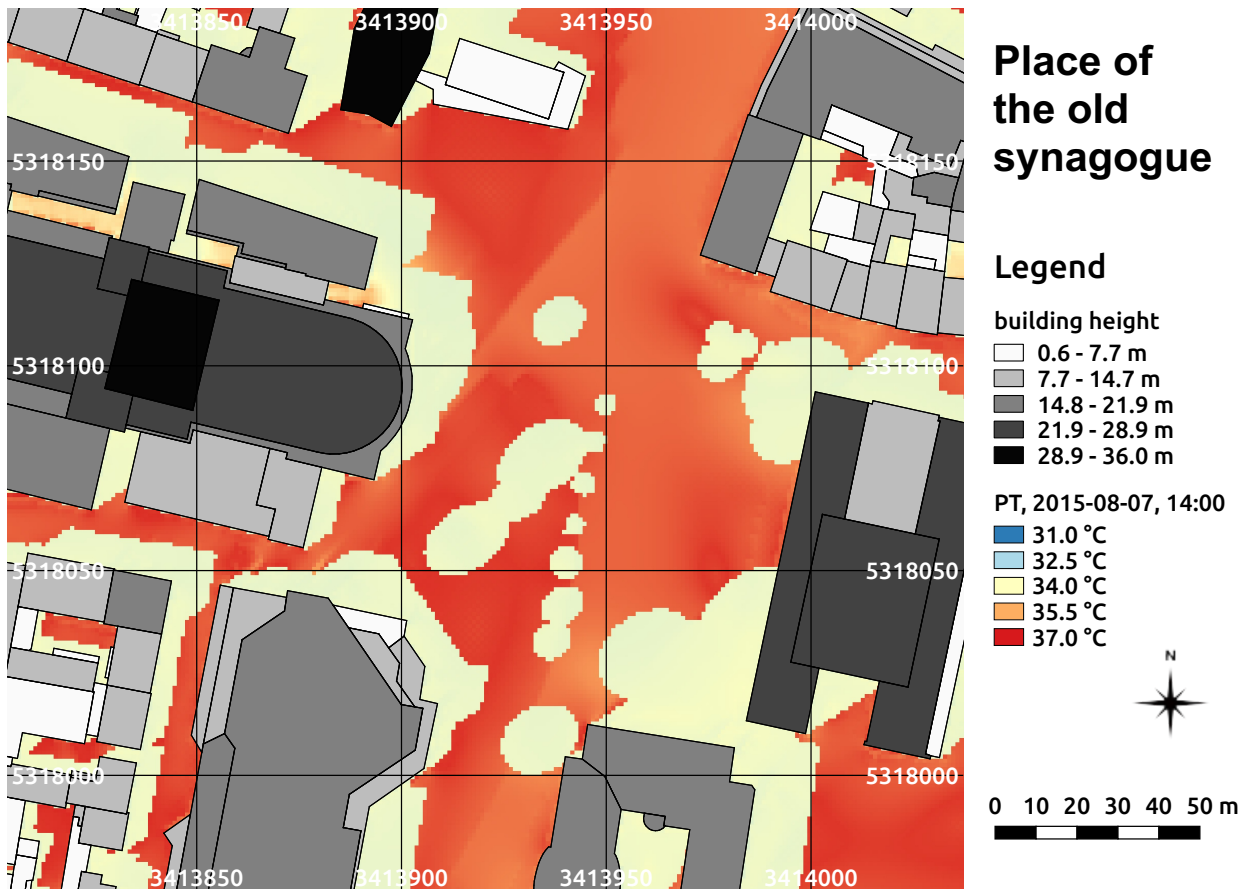 3413850 3413900 3413950 3414000
5318150 5318150
5318100 5318100
5318050 5318050
5318000 5318000
3413850 3413900 3413950 3414000
Place of
the old
synagogue
Legend
building height
0.6 - 7.7 m
7.7 - 14.7 m
14.8 - 21.9 m
21.9 - 28.9 m
28.9 - 36.0 m
PT, 2015-08-07, 14:00
31.0 °C
32.5 °C
34.0 °C
35.5 °C
37.0 °C
N
0 10 20 30 40 50 m